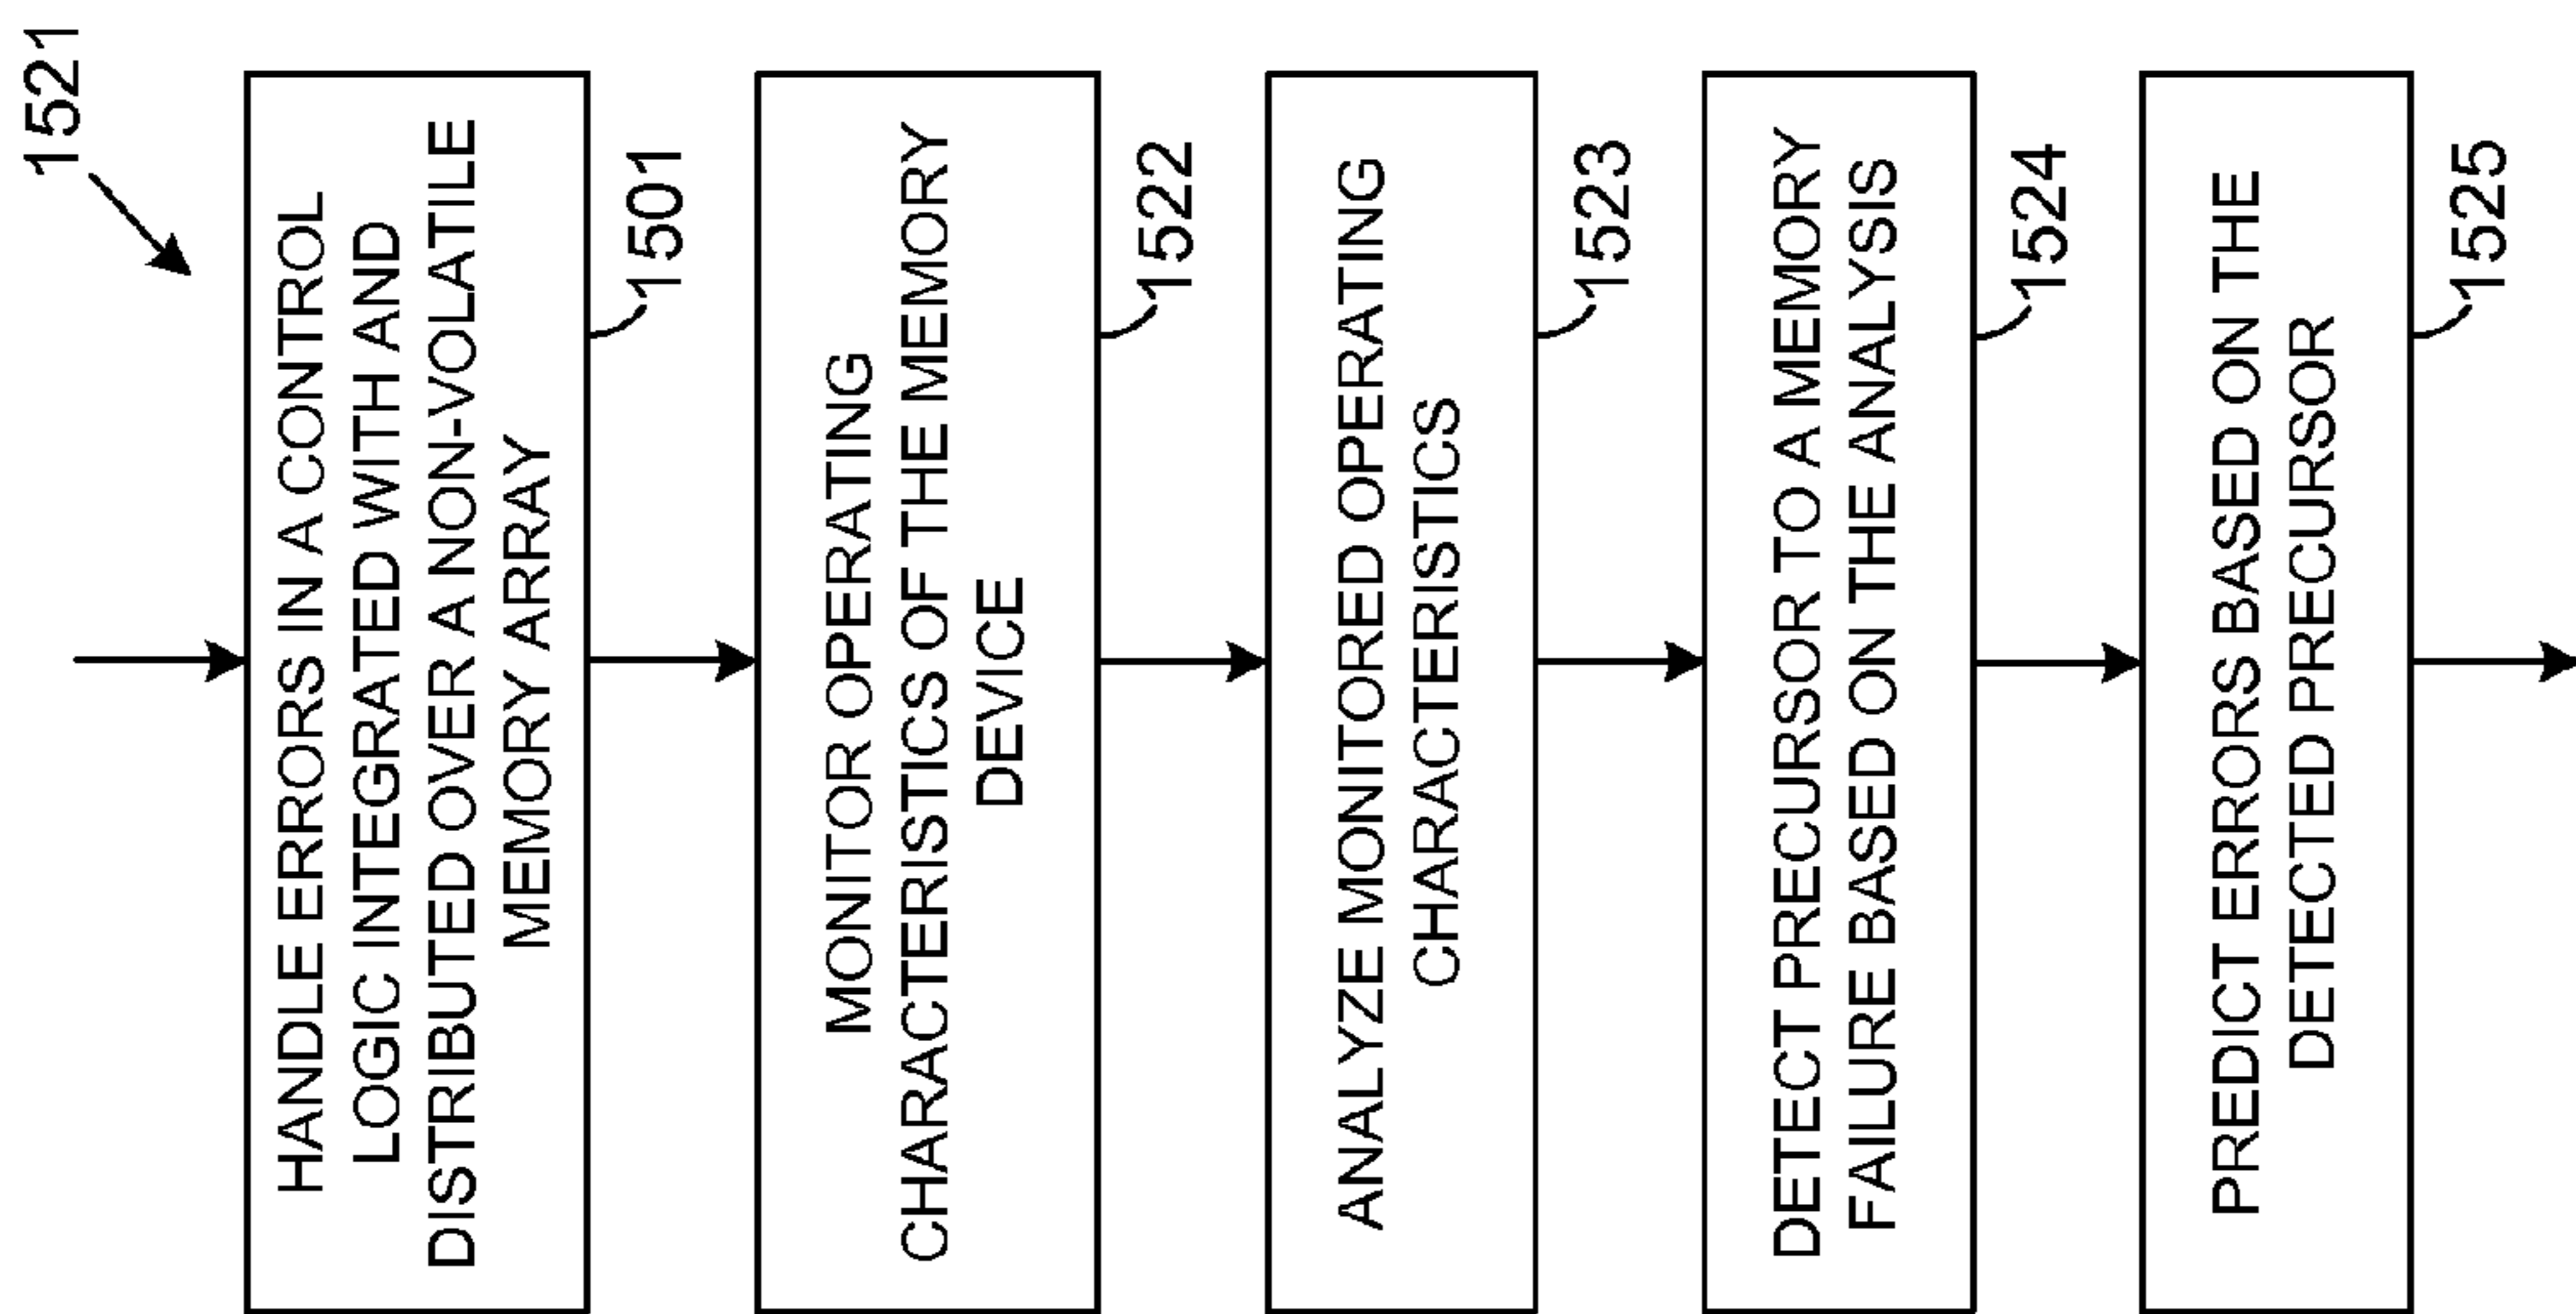 1521
HANDLE ERRORS IN A CONTROL
LOGIC INTEGRATED WITH AND
DISTRIBUTED OVER A NON-VOLATILE
MEMORY ARRAY
1501
MONITOR OPERATING
CHARACTERISTICS OF THE MEMORY
DEVICE
1522
ANALYZE MONITORED OPERATING
CHARACTERISTICS
1523
DETECT PRECURSOR TO A MEMORY
FAILURE BASED ON THE ANALYSIS
1524
PREDICT ERRORS BASED ON THE
DETECTED PRECURSOR
1525